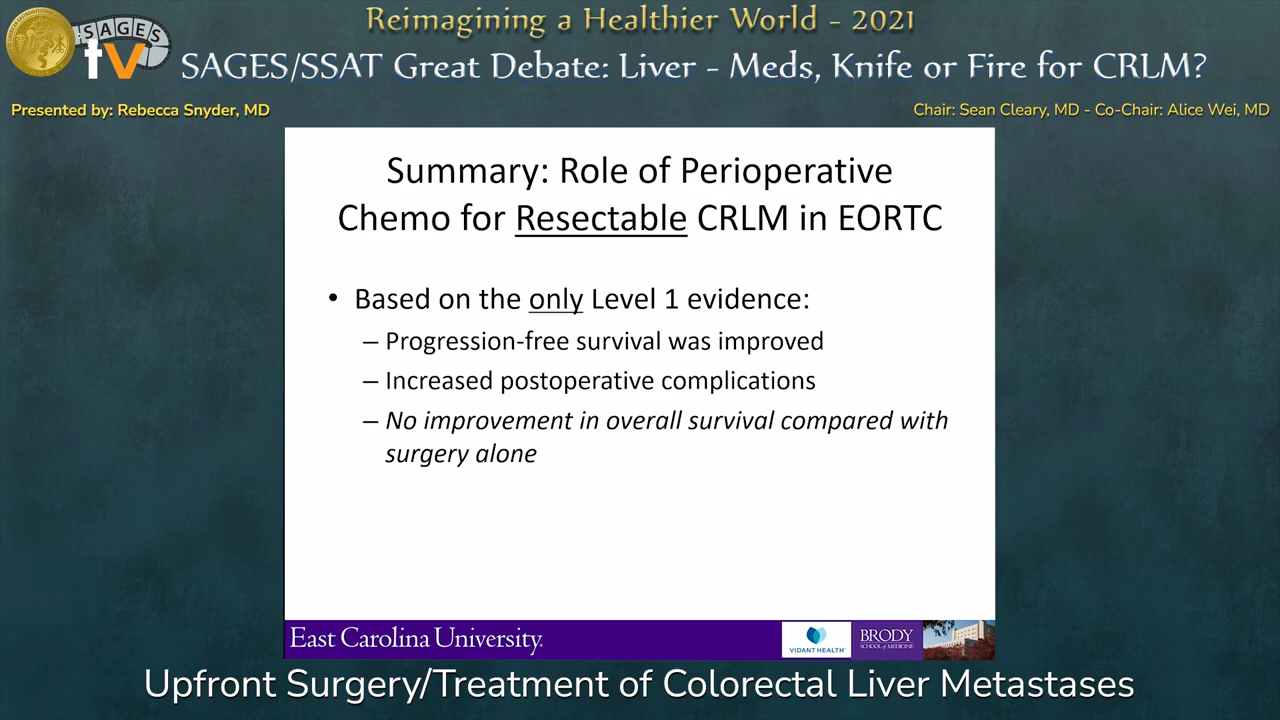 Reimagining a Healthier World - 2021
SAGES
tv
SAGES/SSAT Great Debate: Liver - Meds, Knife or Fire for CRLM?
Presented by: Rebecca Snyder, MD
Chair: Sean Cleary, MD - Co-Chair: Alice Wei, MD
Summary: Role of Perioperative
Chemo for Resectable CRLM in EORTC
• Based on the only Level 1 evidence:
– Progression-free survival was improved
– Increased postoperative complications
– No improvement in overall survival compared with
surgery alone
East Carolina University.
VIDANT HEALTH
BRODY
SCHOOL of MEDICINE
Upfront Surgery/Treatment of Colorectal Liver Metastases